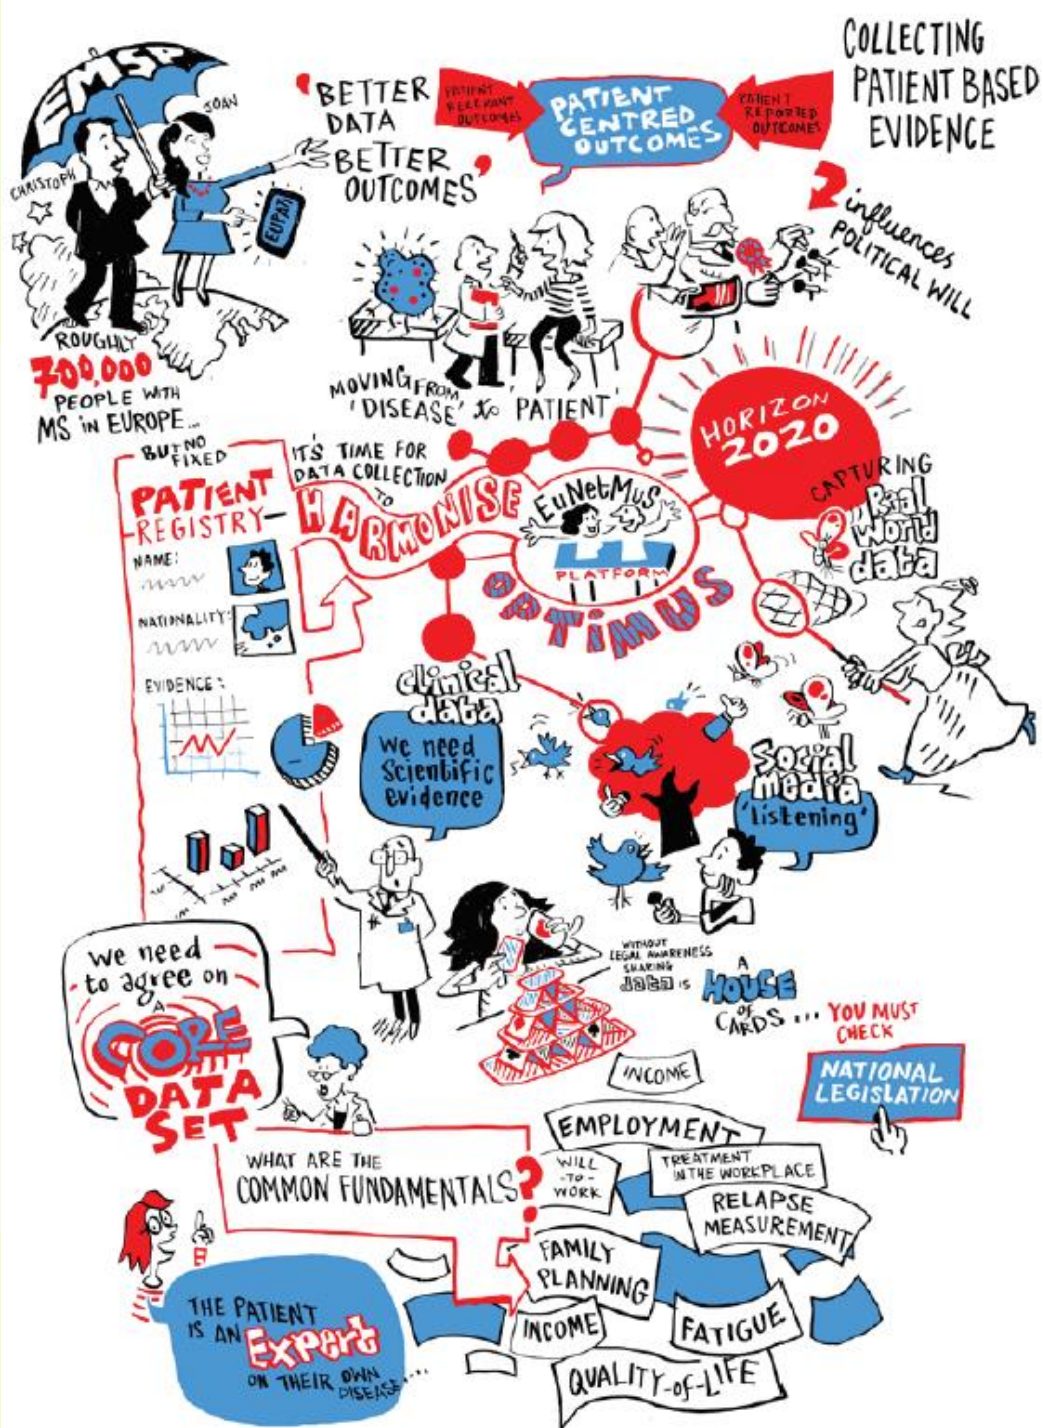 COLLECTING
PATIENT BASED
EVIDENCE
EMSP
CHRISTOPH
JOAN
EUPATI
'BETTER
DATA
BETTER
OUTCOMES'
PATIENT
RELEVANT
OUTCOMES
PATIENT
CENTRED
OUTCOMES
PATIENT
REPORTED
OUTCOMES
influences
POLITICAL WILL
ROUGHLY
700,000
PEOPLE WITH
MS IN EUROPE...
MOVING FROM
'DISEASE' to PATIENT
BUT NO
FIXED
PATIENT
REGISTRY
NAME:
NATIONALITY:
EVIDENCE:
IT'S TIME FOR
DATA COLLECTION
TO
HARMONISE
EuNetMuS
PLATFORM
OPTIMUS
HORIZON
2020
CAPTURING
Real
World
data
clinical
data
We need
Scientific
evidence
Social
media
'listening'
We need
to agree on
A
CORE
DATA
SET
WITHOUT
LEGAL AWARENESS
SHARING
data IS
A
HOUSE
OF
CARDS... YOU MUST
CHECK
NATIONAL
LEGISLATION
WHAT ARE THE
COMMON FUNDAMENTALS?
INCOME
EMPLOYMENT
WILL
-TO-
WORK
TREATMENT
IN THE WORKPLACE
RELAPSE
MEASUREMENT
FAMILY
PLANNING
INCOME
FATIGUE
QUALITY-OF-LIFE
THE PATIENT
IS AN Expert
ON THEIR OWN
DISEASE....